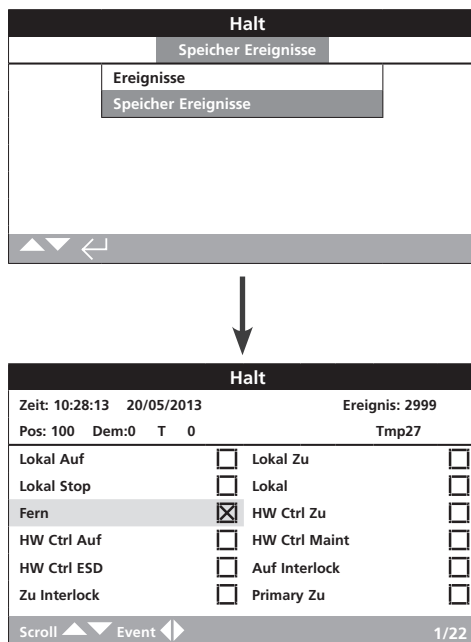 Halt
Speicher Ereignisse
Ereignisse
Speicher Ereignisse
Halt
Zeit: 10:28:13 20/05/2013 Ereignis: 2999
Pos: 100 Dem:0 T 0 Tmp27
Lokal Auf Lokal Zu
Lokal Stop Lokal
Fern HW Ctrl Zu
HW Ctrl Auf HW Ctrl Maint
HW Ctrl ESD Auf Interlock
Zu Interlock Primary Zu
Scroll Event 1/22